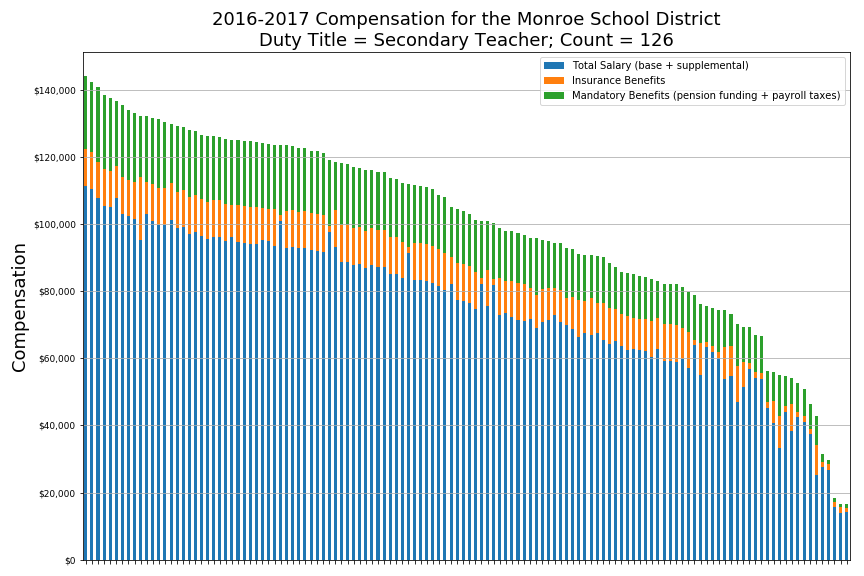 2016-2017 Compensation for the Monroe School District
Duty Title = Secondary Teacher; Count = 126
Total Salary (base + supplemental)
Insurance Benefits
Mandatory Benefits (pension funding + payroll taxes)
Compensation
$140,000
$120,000
$100,000
$80,000
$60,000
$40,000
$20,000
$0